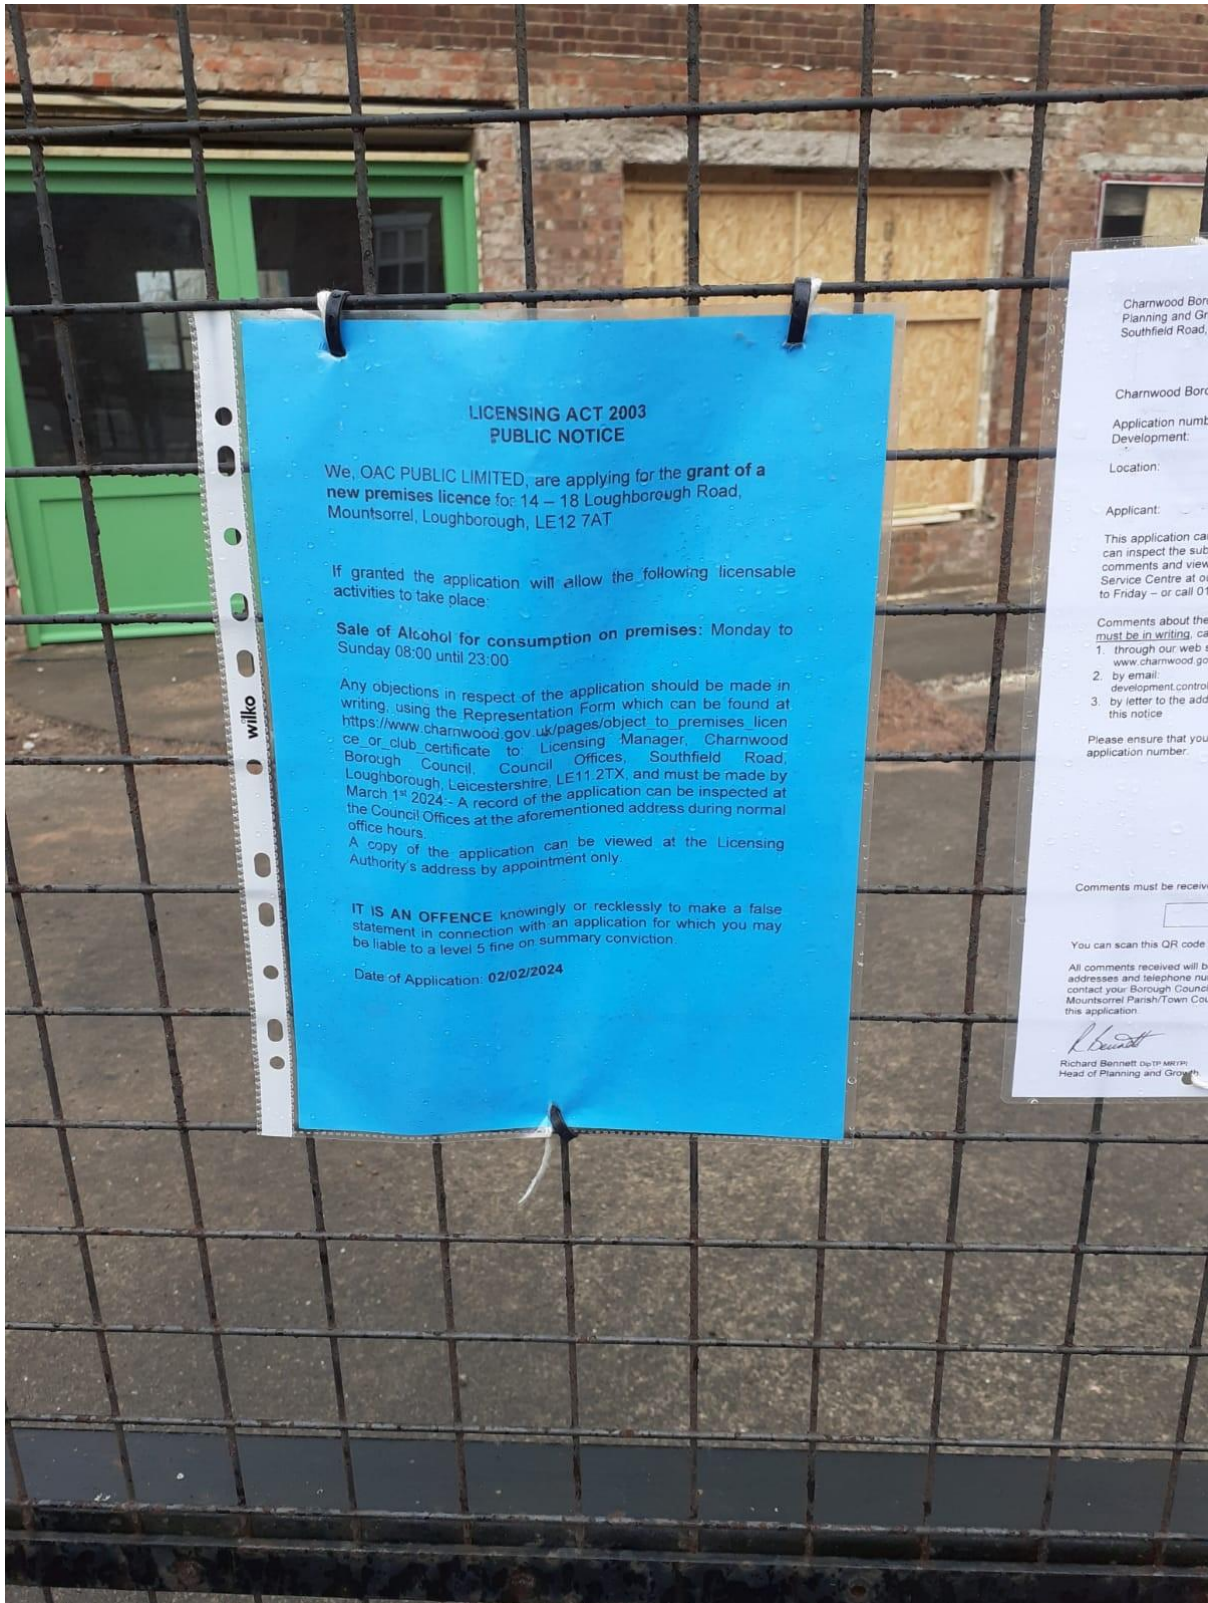 LICENSING ACT 2003
PUBLIC NOTICE
We, OAC PUBLIC LIMITED, are applying for the grant of a
new premises licence for 14 – 18 Loughborough Road,
Mountsorrel, Loughborough, LE12 7AT
If granted the application will allow the following licensable
activities to take place:
Sale of Alcohol for consumption on premises: Monday to
Sunday 08:00 until 23:00
Any objections in respect of the application should be made in
writing, using the Representation Form which can be found at
https://www.charnwood.gov.uk/pages/object_to_premises_licen
ce_or_club_certificate to: Licensing Manager, Charnwood
Borough Council, Council Offices, Southfield Road,
Loughborough, Leicestershire, LE11 2TX, and must be made by
March 1st 2024:- A record of the application can be inspected at
the Council Offices at the aforementioned address during normal
office hours.
A copy of the application can be viewed at the Licensing
Authority's address by appointment only.
IT IS AN OFFENCE knowingly or recklessly to make a false
statement in connection with an application for which you may
be liable to a level 5 fine on summary conviction.
Date of Application: 02/02/2024
wilko
Charnwood Bor
Planning and Gr
Southfield Road,
Charnwood Boro
Application numb
Development:
Location:
Applicant:
This application ca
can inspect the sub
comments and view
Service Centre at ou
to Friday – or call 01
Comments about the
must be in writing, ca
1. through our web s
www.charnwood.go
2. by email:
development.control
3. by letter to the add
this notice
Please ensure that you
application number.
Comments must be receiv
You can scan this QR code
All comments received will b
addresses and telephone nu
contact your Borough Counci
Mountsorrel Parish/Town Cou
this application.
R Bennett
Richard Bennett DipTP MRTPI
Head of Planning and Growth